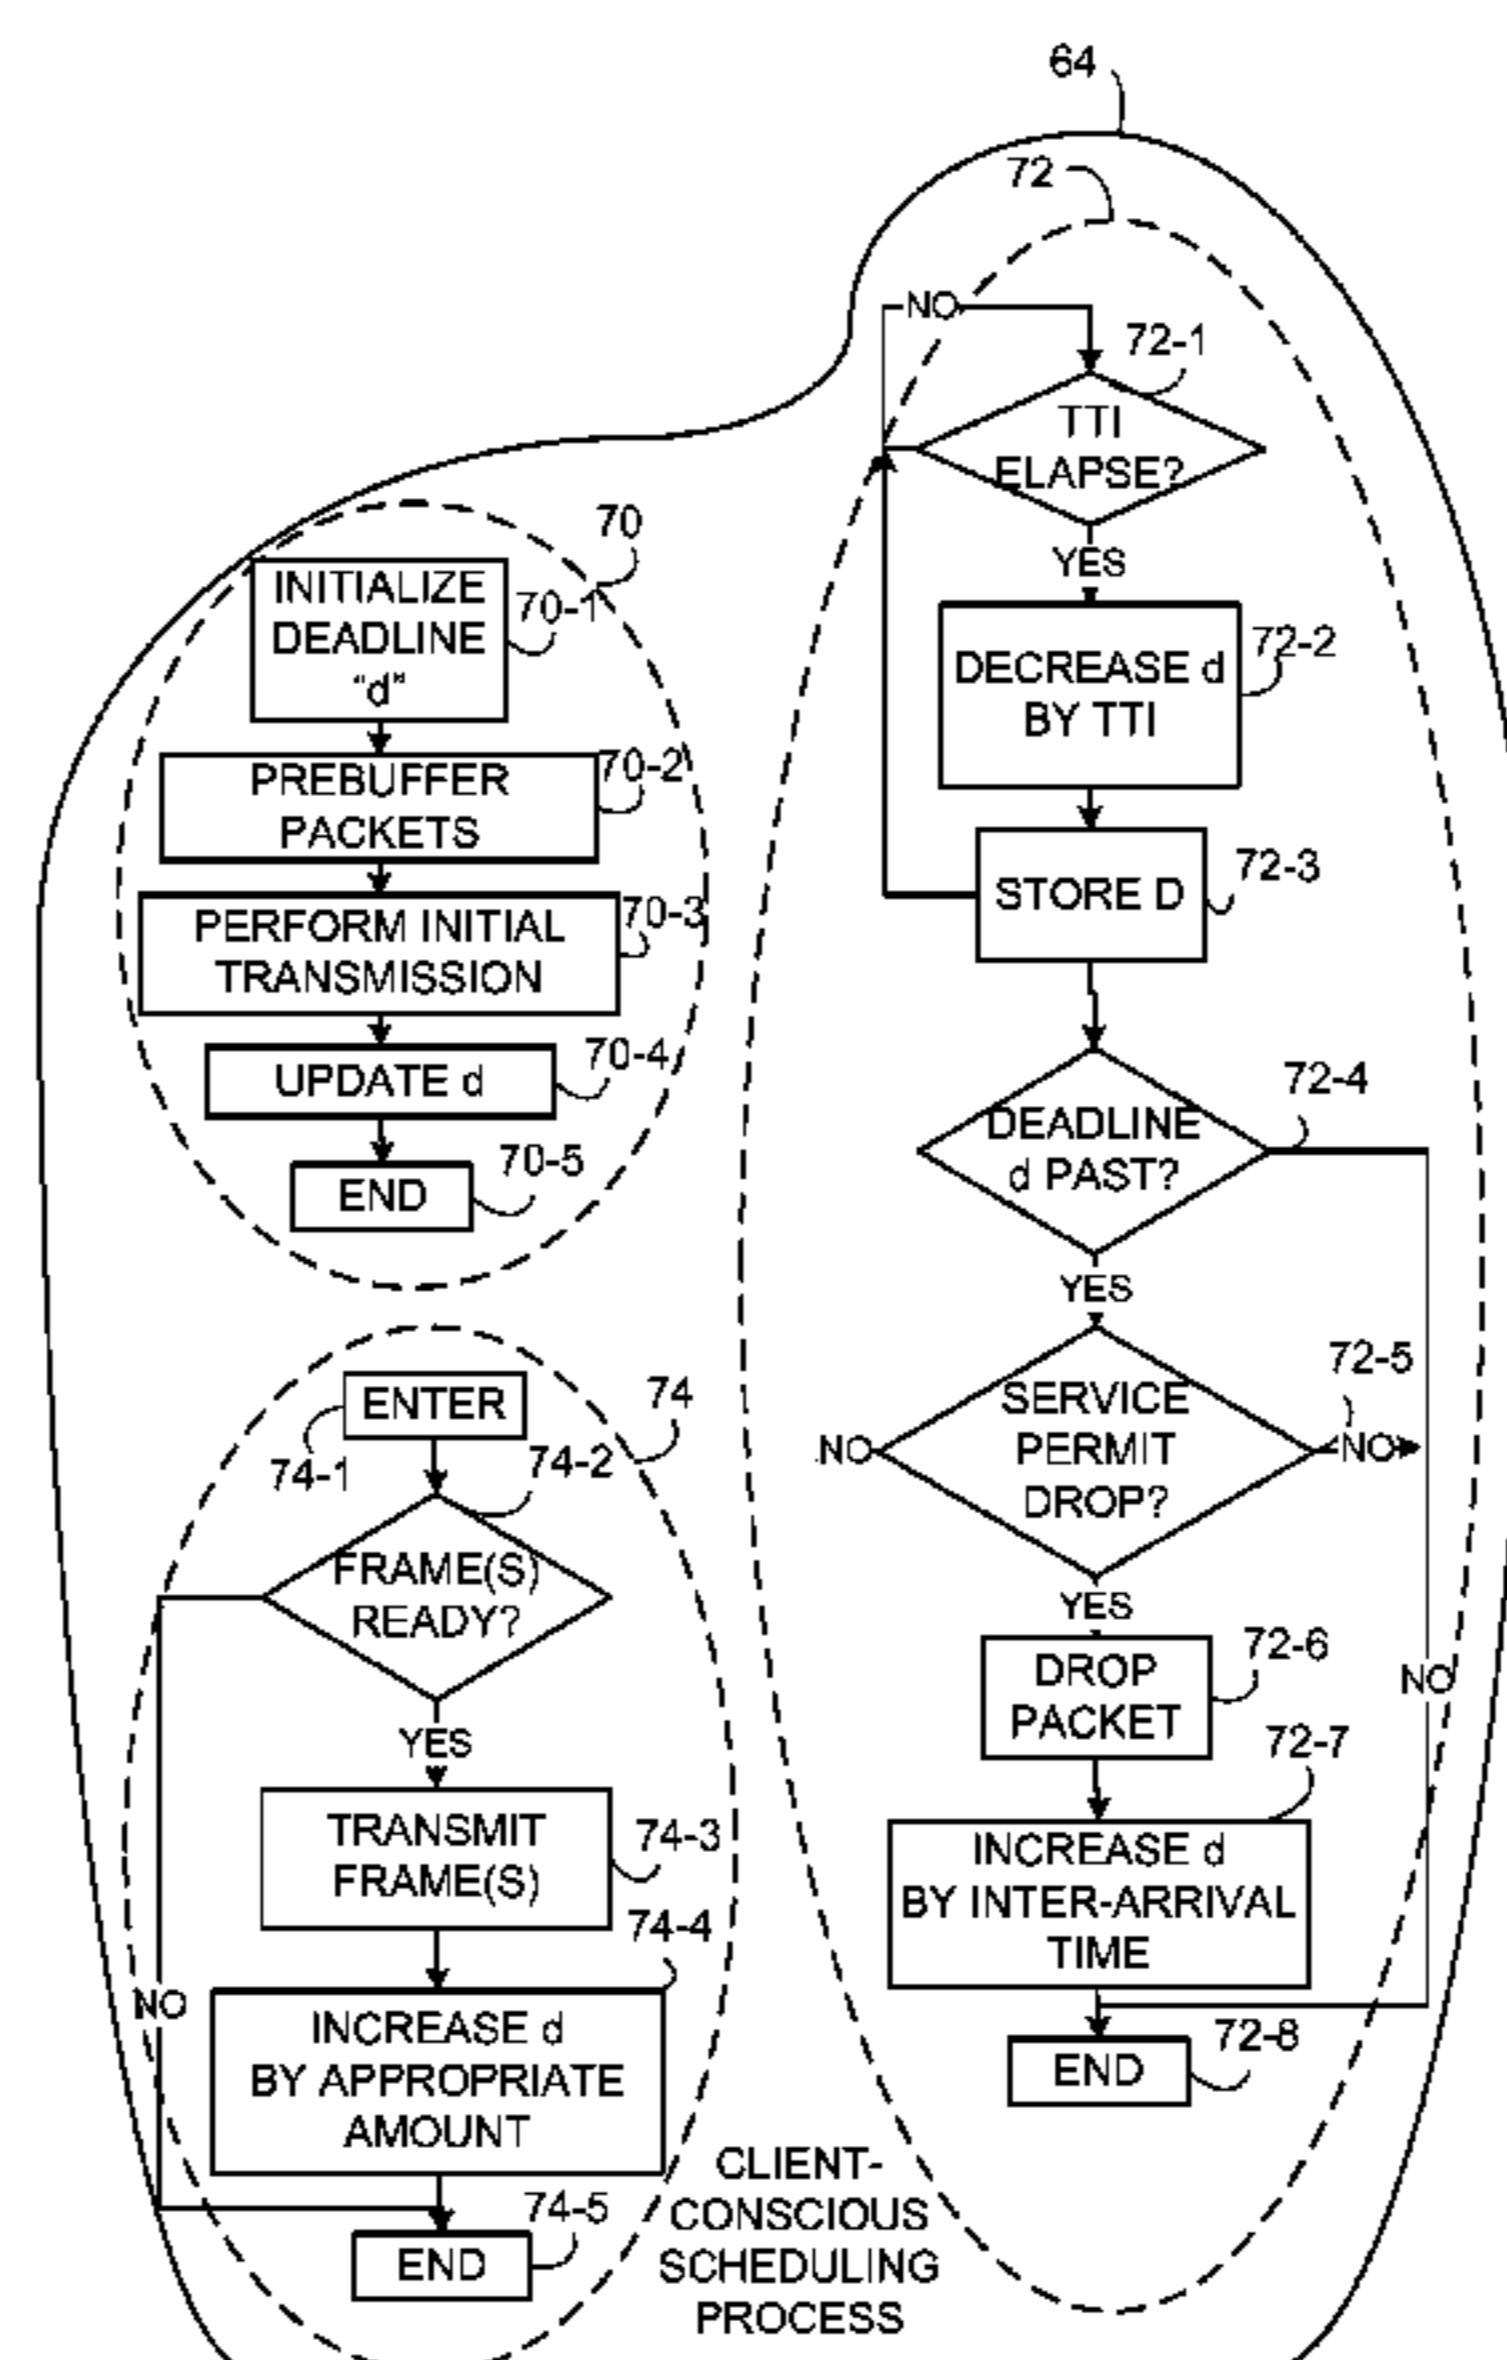 64
72
NO
72-1
TTI
ELAPSE?
YES
DECREASE d
BY TTI
72-2
STORE D
72-3
DEADLINE
d PAST?
72-4
YES
SERVICE
PERMIT
DROP?
72-5
NO
NO
YES
DROP
PACKET
72-6
NO
72-7
INCREASE d
BY INTER-ARRIVAL
TIME
END
72-8
70
INITIALIZE
DEADLINE
"d"
70-1
PREBUFFER
PACKETS
70-2
PERFORM INITIAL
TRANSMISSION
70-3
UPDATE d
70-4
END
70-5
74
ENTER
74-1
74-2
FRAME(S)
READY?
YES
TRANSMIT
FRAME(S)
74-3
74-4
NO
INCREASE d
BY APPROPRIATE
AMOUNT
END
74-5
CLIENT-
CONSCIOUS
SCHEDULING
PROCESS